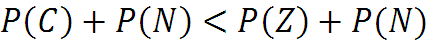 P(C) + P(N) < P(Z) + P(N)